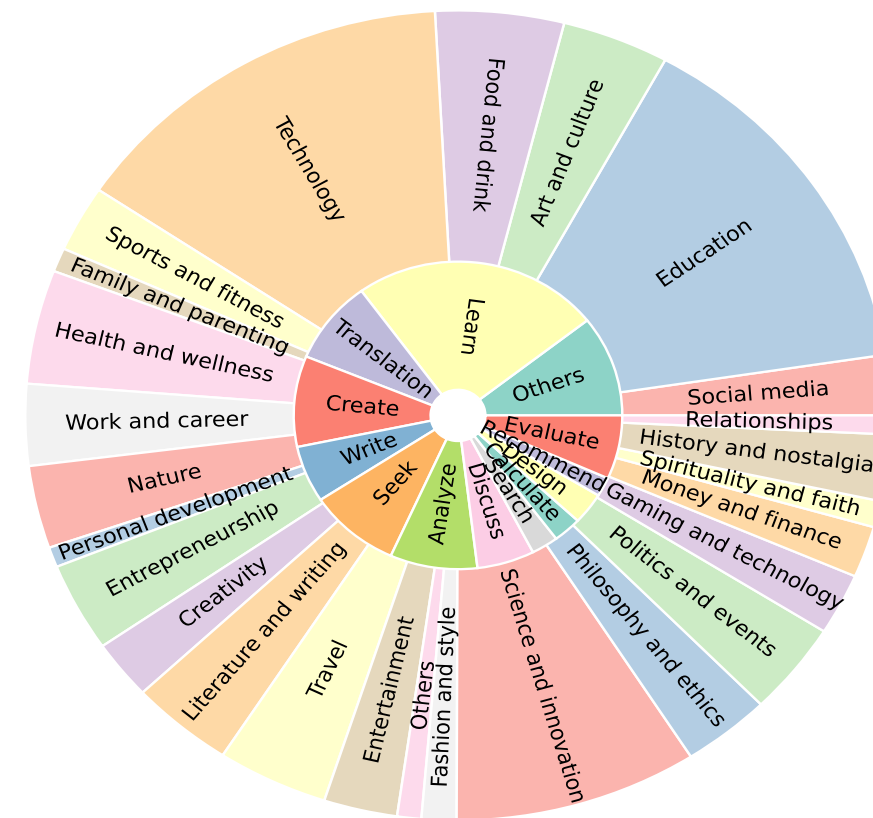 Food and drink
Art and culture
Technology
Education
Sports and fitness
Family and parenting
Health and wellness
Work and career
Nature
Personal development
Entrepreneurship
Creativity
Literature and writing
Travel
Entertainment
Others
Fashion and style
Science and innovation
Philosophy and ethics
Politics and events
Gaming and technology
Money and finance
Spirituality and faith
History and nostalgia
Relationships
Social media
Learn
Others
Translation
Create
Write
Seek
Analyze
Discuss
Search
Calculate
Design
Recommend
Evaluate